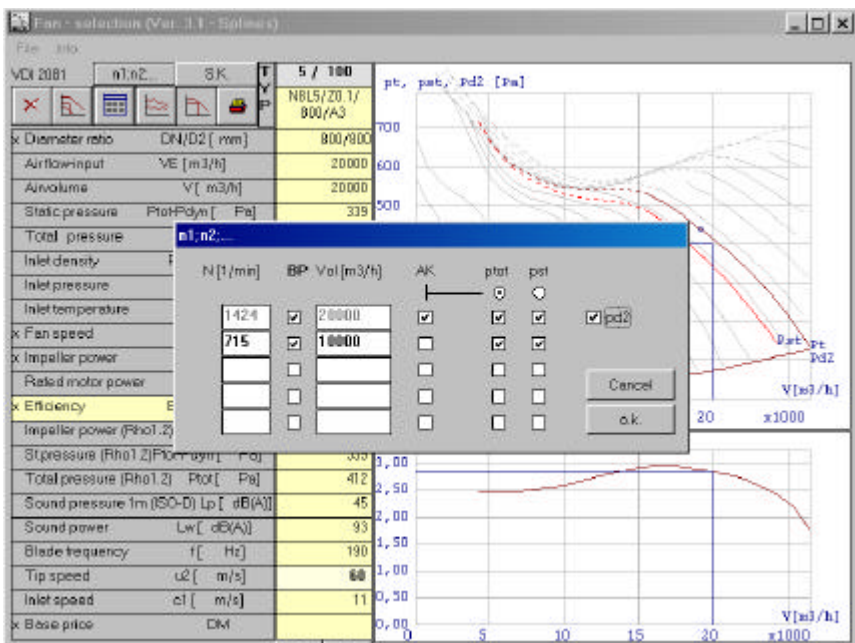 Fan - selection (Ver. 3.1 - Splines)
File Info
VDI 2081 n1;n2... S.K. TYP 5 / 100
NBL5/Z0.1/
800/A3
x Diameter ratio DN/D2 [ mm] 800/800
Airflow-input VE [m3/h] 20000
Airvolume V[ m3/h] 20000
Static pressure Ptot-Pdyn [ Pa] 339
Total pressure
Inlet density
Inlet pressure
Inlet temperature
x Fan speed
x Impeller power
Rated motor power
x Efficiency
Impeller power (Rho1.2)
St.pressure (Rho1.2)Ptot-Pdyn [ Pa] 339
Total pressure (Rho1.2) Ptot [ Pa] 412
Sound pressure 1m (ISO-D) Lp [ dB(A)] 45
Sound power Lw [ dB(A)] 93
Blade frequency f[ Hz] 190
Tip speed u2 [ m/s] 60
Inlet speed c1 [ m/s] 11
x Base price DM
n1;n2;...
N [1/min] BP Vol [m3/h] AK ptot pst
1424 20000 pd2
715 10000
Cancel
o.k.
pt, pst, Pd2 [Pa]
700
600
500
Pst Pt
Pd2
V[m3/h]
20 x1000
3,00
2,50
2,00
1,50
1,00
0,50
0,00
V[m3/h]
0 5 10 15 20 x1000